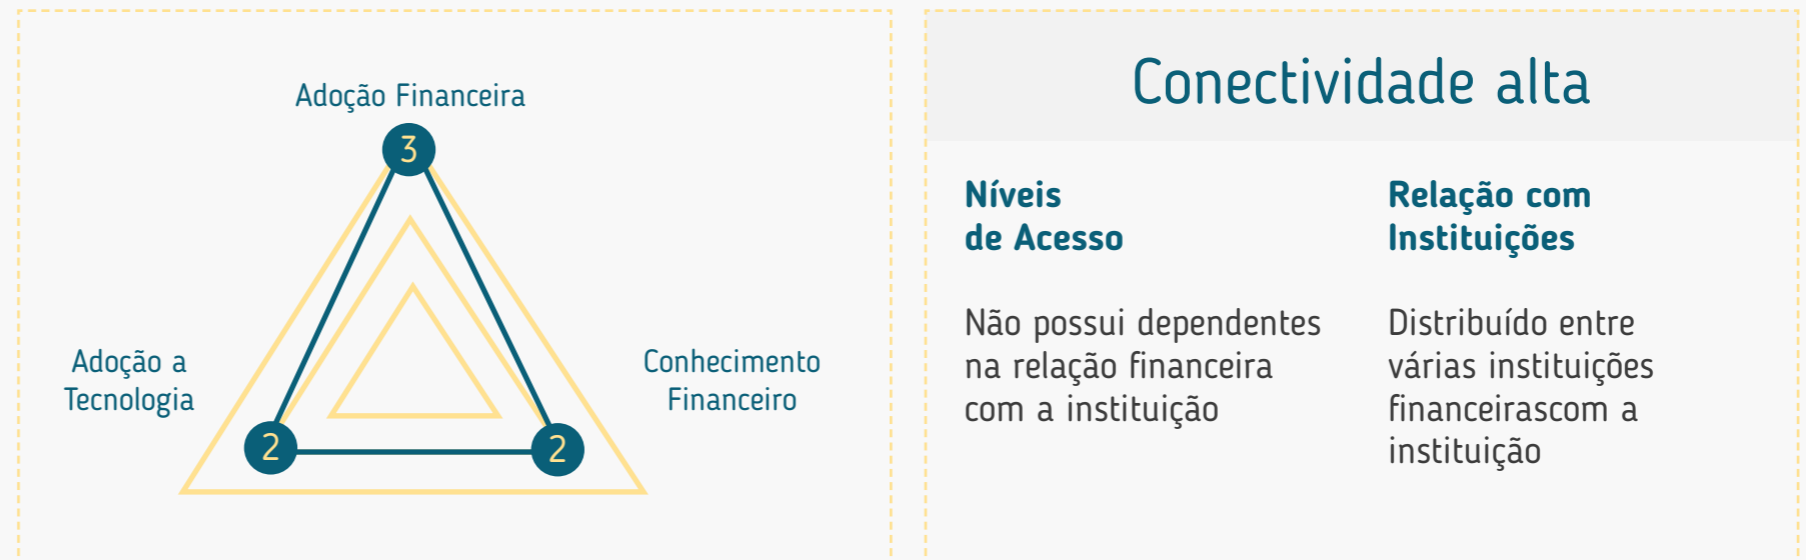 Adoção Financeira
3
Adoção a
Tecnologia
Conhecimento
Financeiro
2
2
Conectividade alta
Níveis
de Acesso
Não possui dependentes
na relação financeira
com a instituição
Relação com
Instituições
Distribuído entre
várias instituições
financeirascom a
instituição